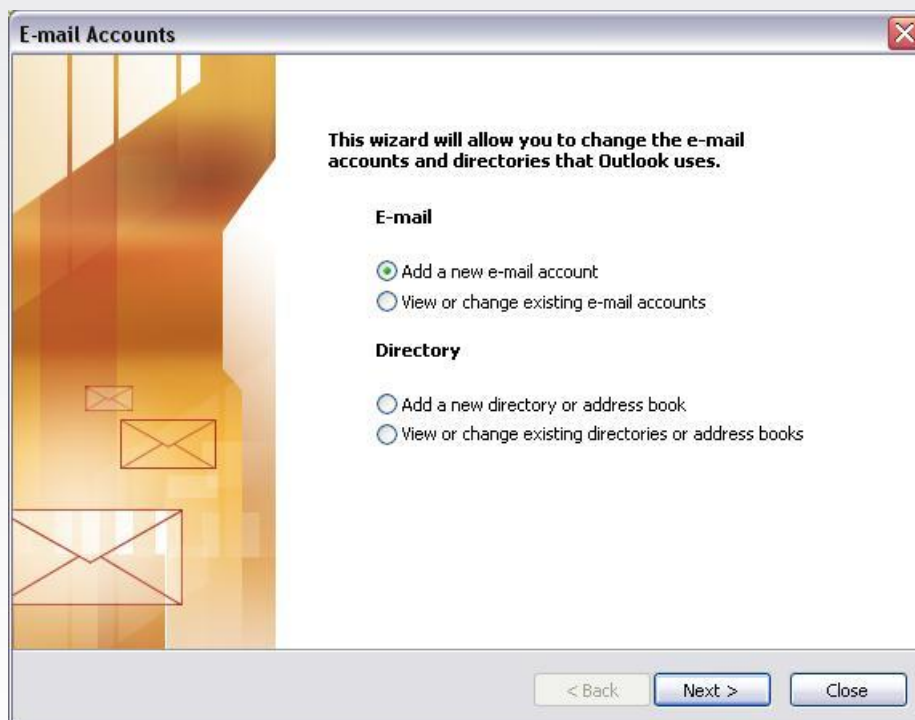 E-mail Accounts
This wizard will allow you to change the e-mail
accounts and directories that Outlook uses.
E-mail
Add a new e-mail account
View or change existing e-mail accounts
Directory
Add a new directory or address book
View or change existing directories or address books
< Back
Next >
Close